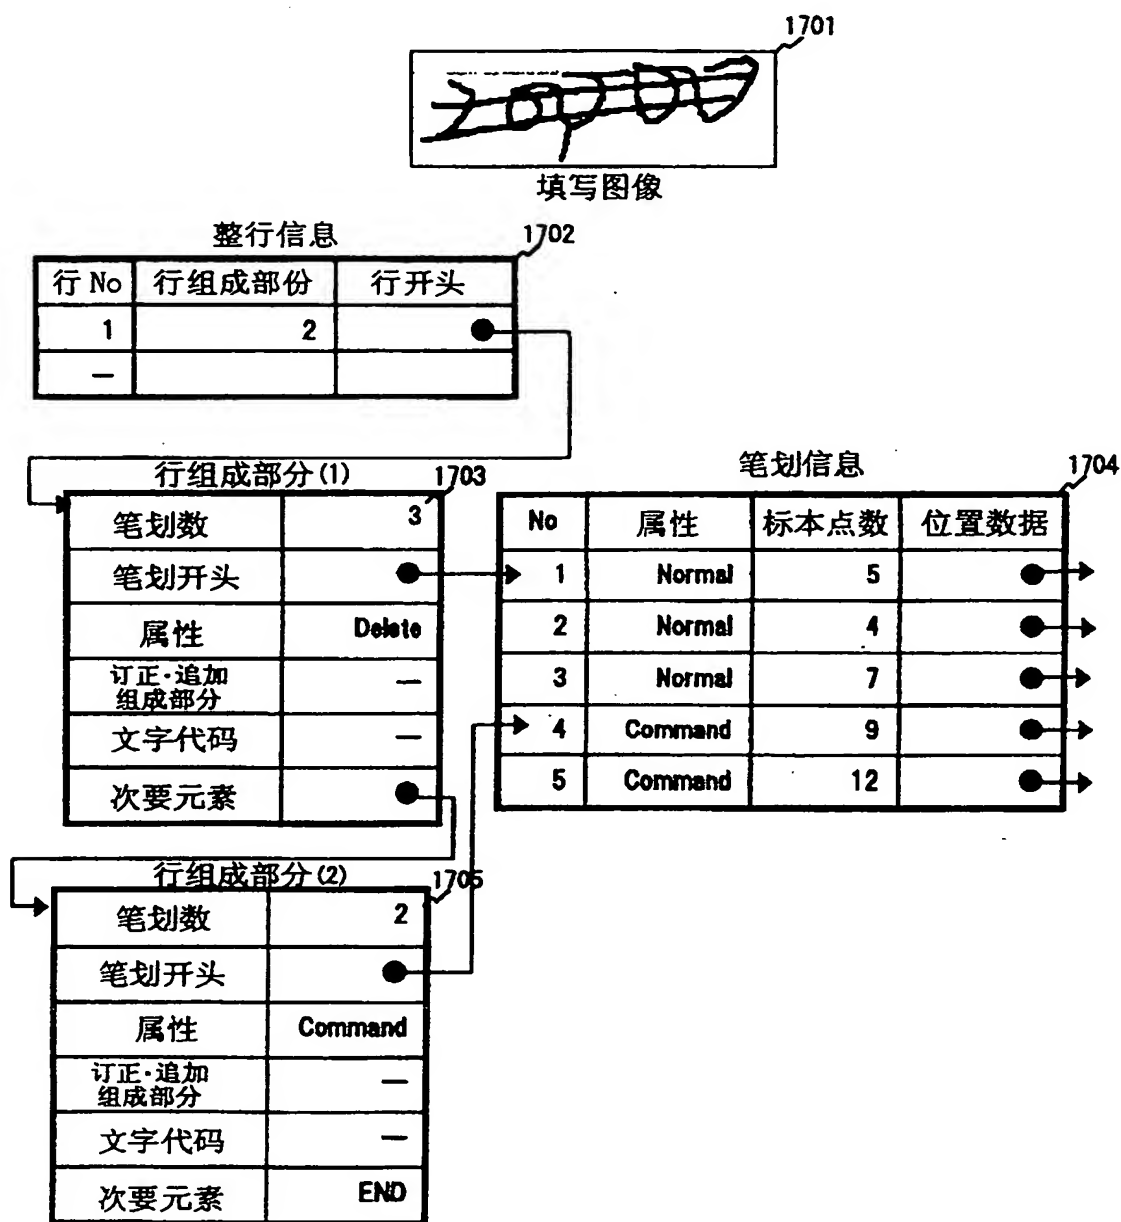 1701
填写图像
整行信息 1702
行 No 行组成部份 行开头
1 2
—
行组成部分(1) 1703
笔划数 3
笔划开头
属性 Delete
订正·追加组成部分 —
文字代码 —
次要元素
笔划信息 1704
No 属性 标本点数 位置数据
1 Normal 5
2 Normal 4
3 Normal 7
4 Command 9
5 Command 12
行组成部分(2) 1705
笔划数 2
笔划开头
属性 Command
订正·追加组成部分 —
文字代码 —
次要元素 END